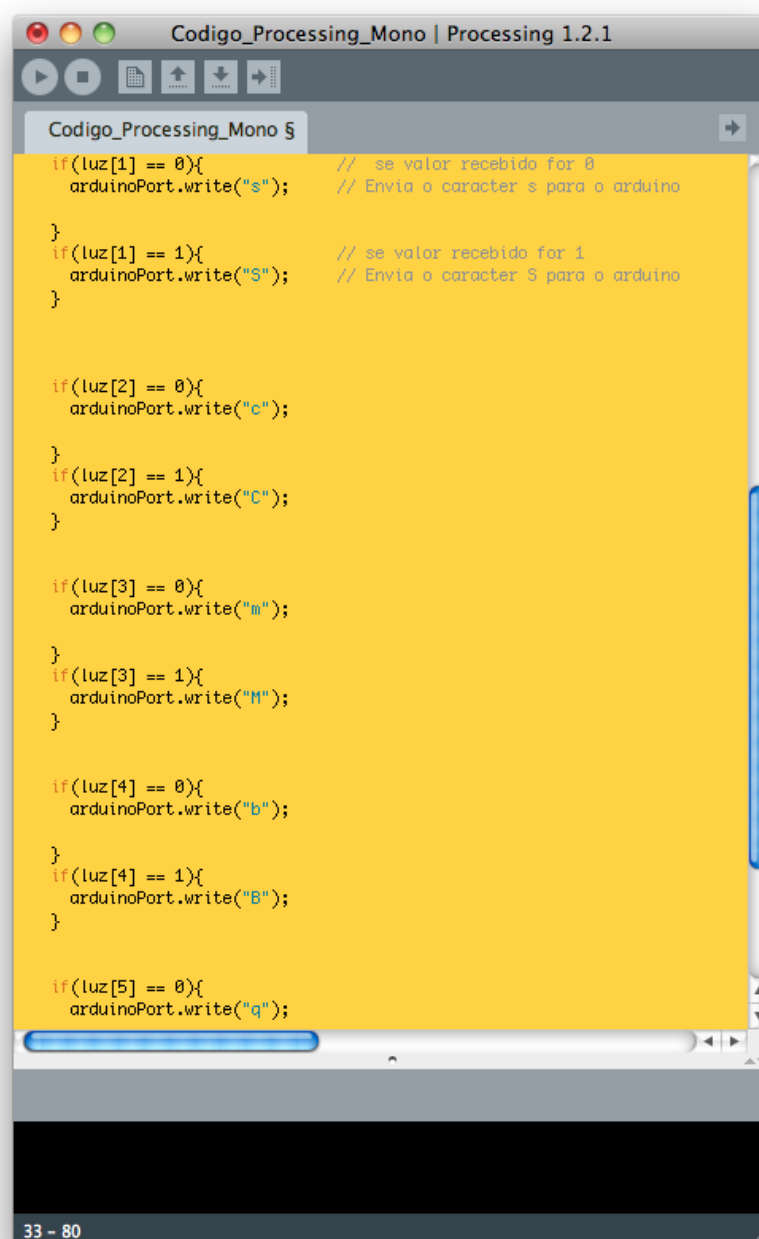 Codigo_Processing_Mono | Processing 1.2.1
Codigo_Processing_Mono §
if(luz[1] == 0){ //  se valor recebido for 0
arduinoPort.write("s"); // Envia o caracter s para o arduino
}
if(luz[1] == 1){ // se valor recebido for 1
arduinoPort.write("S"); // Envia o caracter S para o arduino
}
if(luz[2] == 0){
arduinoPort.write("c");
}
if(luz[2] == 1){
arduinoPort.write("C");
}
if(luz[3] == 0){
arduinoPort.write("m");
}
if(luz[3] == 1){
arduinoPort.write("M");
}
if(luz[4] == 0){
arduinoPort.write("b");
}
if(luz[4] == 1){
arduinoPort.write("B");
}
if(luz[5] == 0){
arduinoPort.write("q");
33 - 80